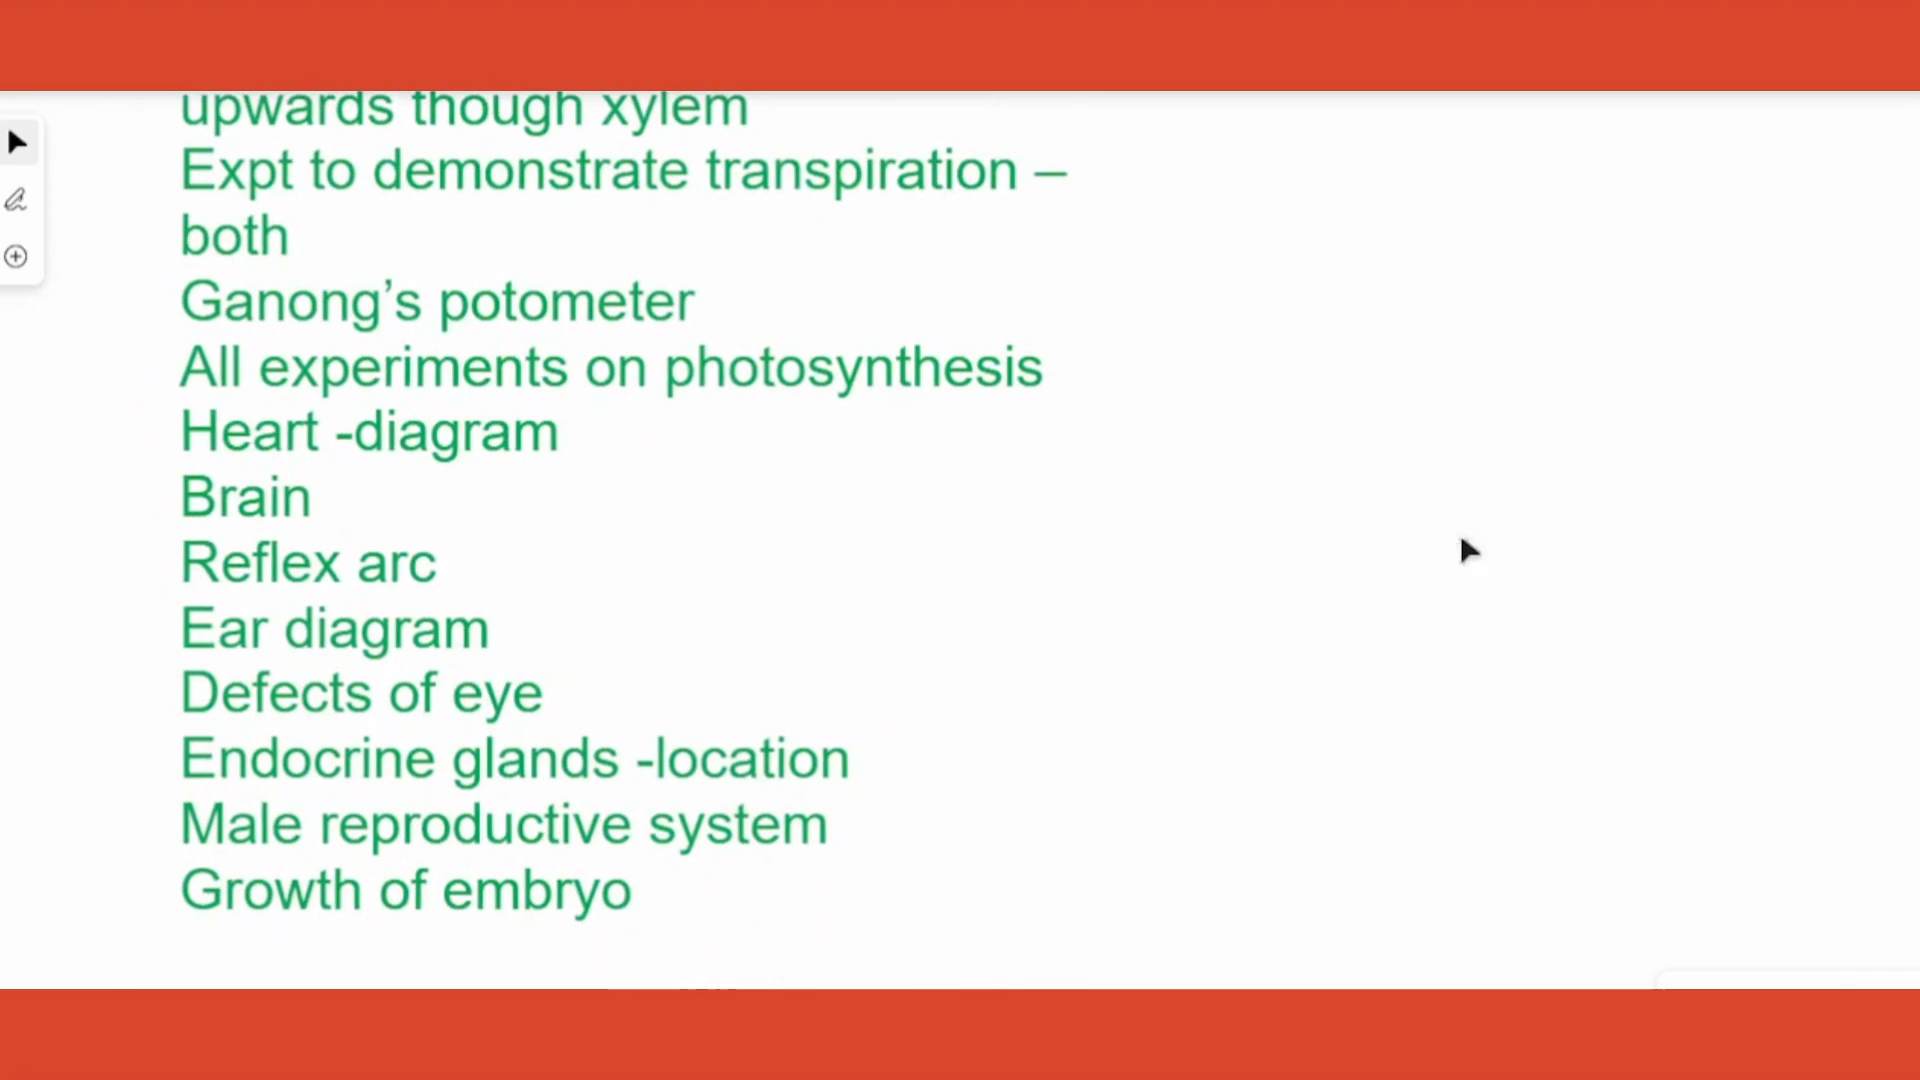 upwards though xylem
Expt to demonstrate transpiration –
both
Ganong’s potometer
All experiments on photosynthesis
Heart -diagram
Brain
Reflex arc
Ear diagram
Defects of eye
Endocrine glands -location
Male reproductive system
Growth of embryo